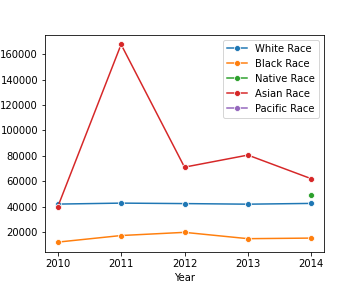 160000
140000
120000
100000
80000
60000
40000
20000
2010 2011 2012 2013 2014
Year
White Race
Black Race
Native Race
Asian Race
Pacific Race